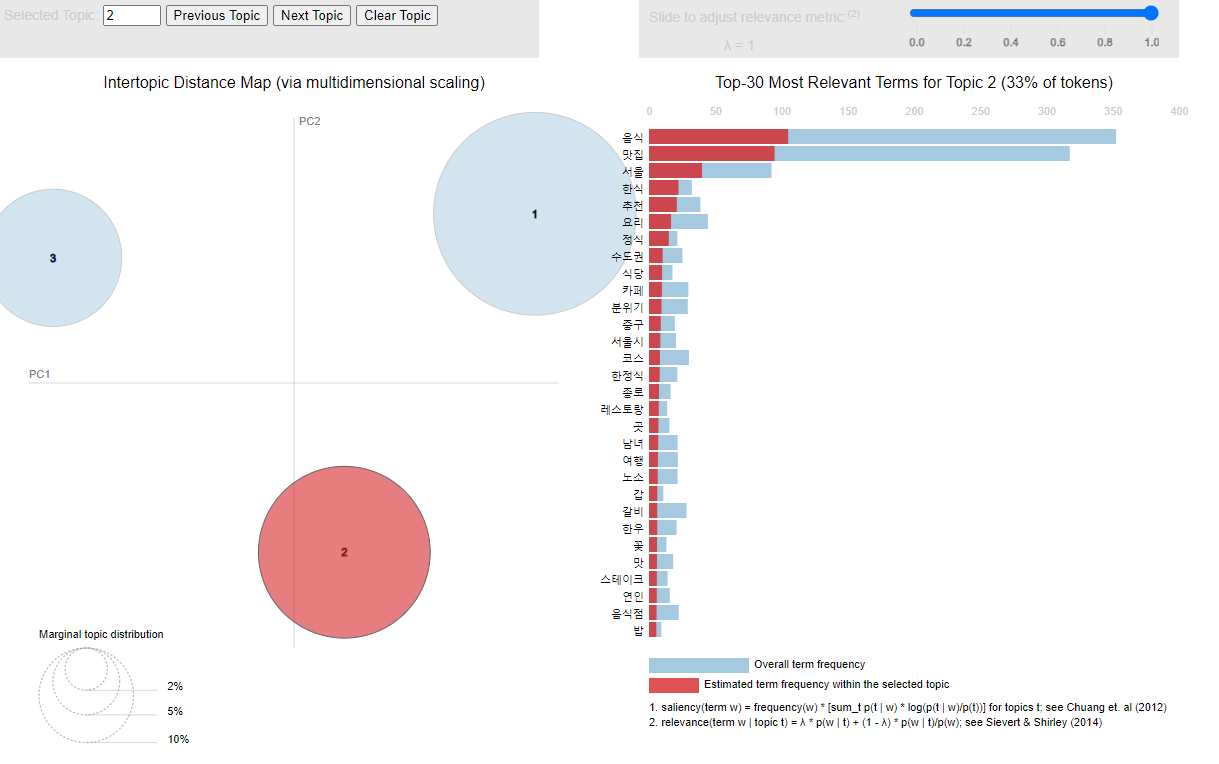 Selected Topic: 2 Previous Topic Next Topic Clear Topic
Slide to adjust relevance metric:(2)
λ = 1
0.0 0.2 0.4 0.6 0.8 1.0
Intertopic Distance Map (via multidimensional scaling)
PC2
PC1
1
3
2
Marginal topic distribution
2%
5%
10%
Top-30 Most Relevant Terms for Topic 2 (33% of tokens)
0 50 100 150 200 250 300 350 400
음식
맛집
서울
한식
추천
요리
정식
수도권
식당
카페
분위기
중구
서울시
코스
한정식
종로
레스토랑
곳
남녀
여행
노소
갑
갈비
한우
꽃
맛
스테이크
연인
음식점
밥
Overall term frequency
Estimated term frequency within the selected topic
1. saliency(term w) = frequency(w) * [sum_t p(t | w) * log(p(t | w)/p(t))] for topics t; see Chuang et. al (2012)
2. relevance(term w | topic t) = λ * p(w | t) + (1 - λ) * p(w | t)/p(w); see Sievert & Shirley (2014)